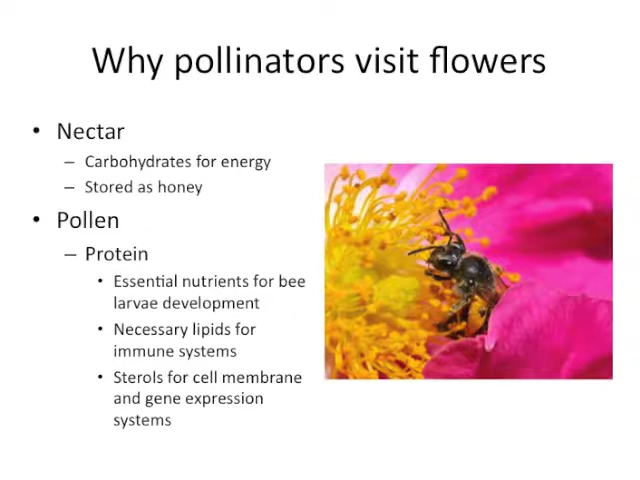 Why pollinators visit flowers
• Nectar
– Carbohydrates for energy
– Stored as honey
• Pollen
– Protein
• Essential nutrients for bee
larvae development
• Necessary lipids for
immune systems
• Sterols for cell membrane
and gene expression
systems